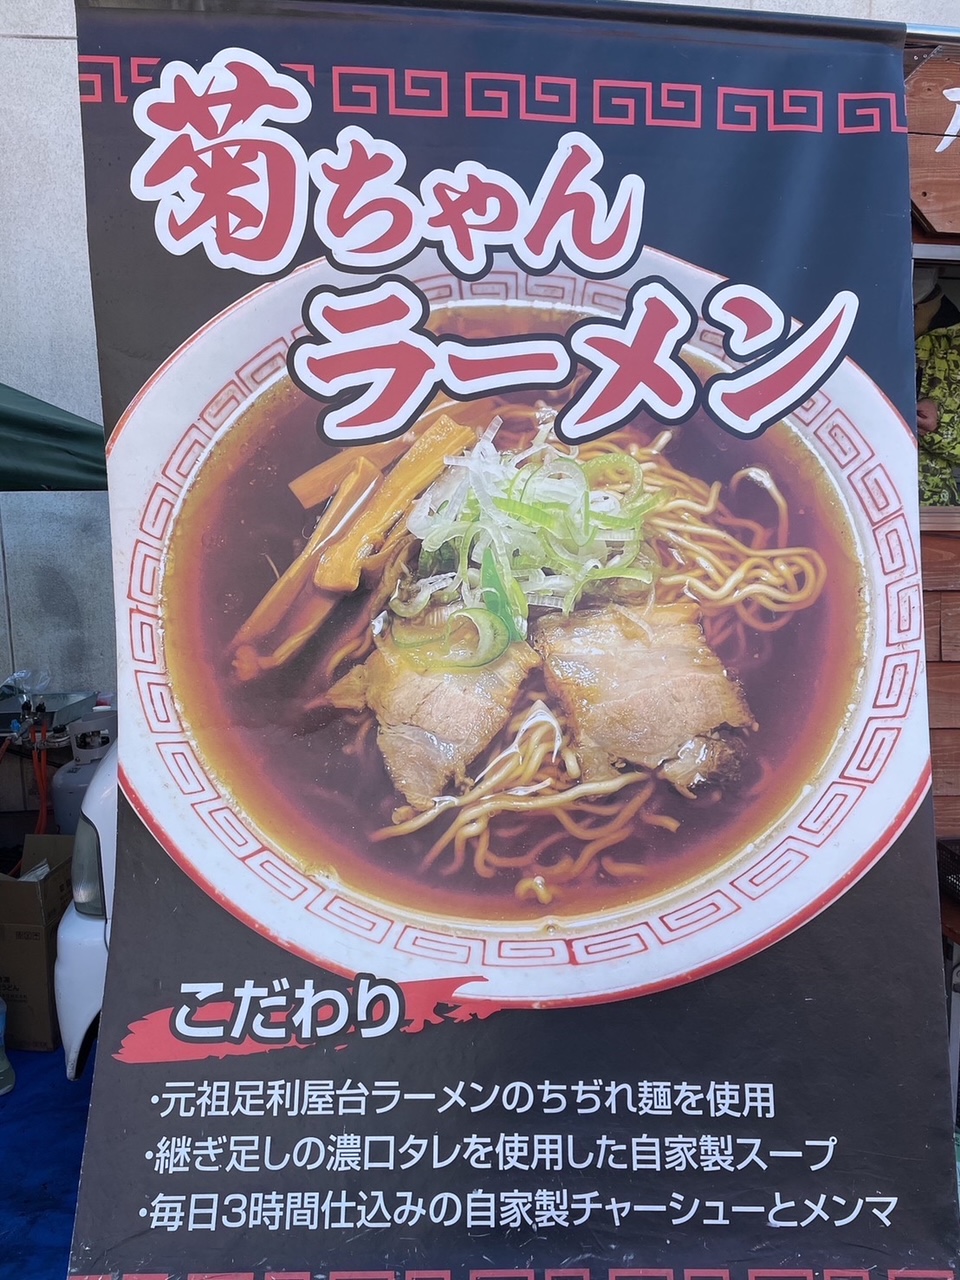 菊ちゃん
ラーメン
こだわり
・元祖足利屋台ラーメンのちぢれ麺を使用
・継ぎ足しの濃口タレを使用した自家製スープ
・毎日3時間仕込みの自家製チャーシューとメンマ